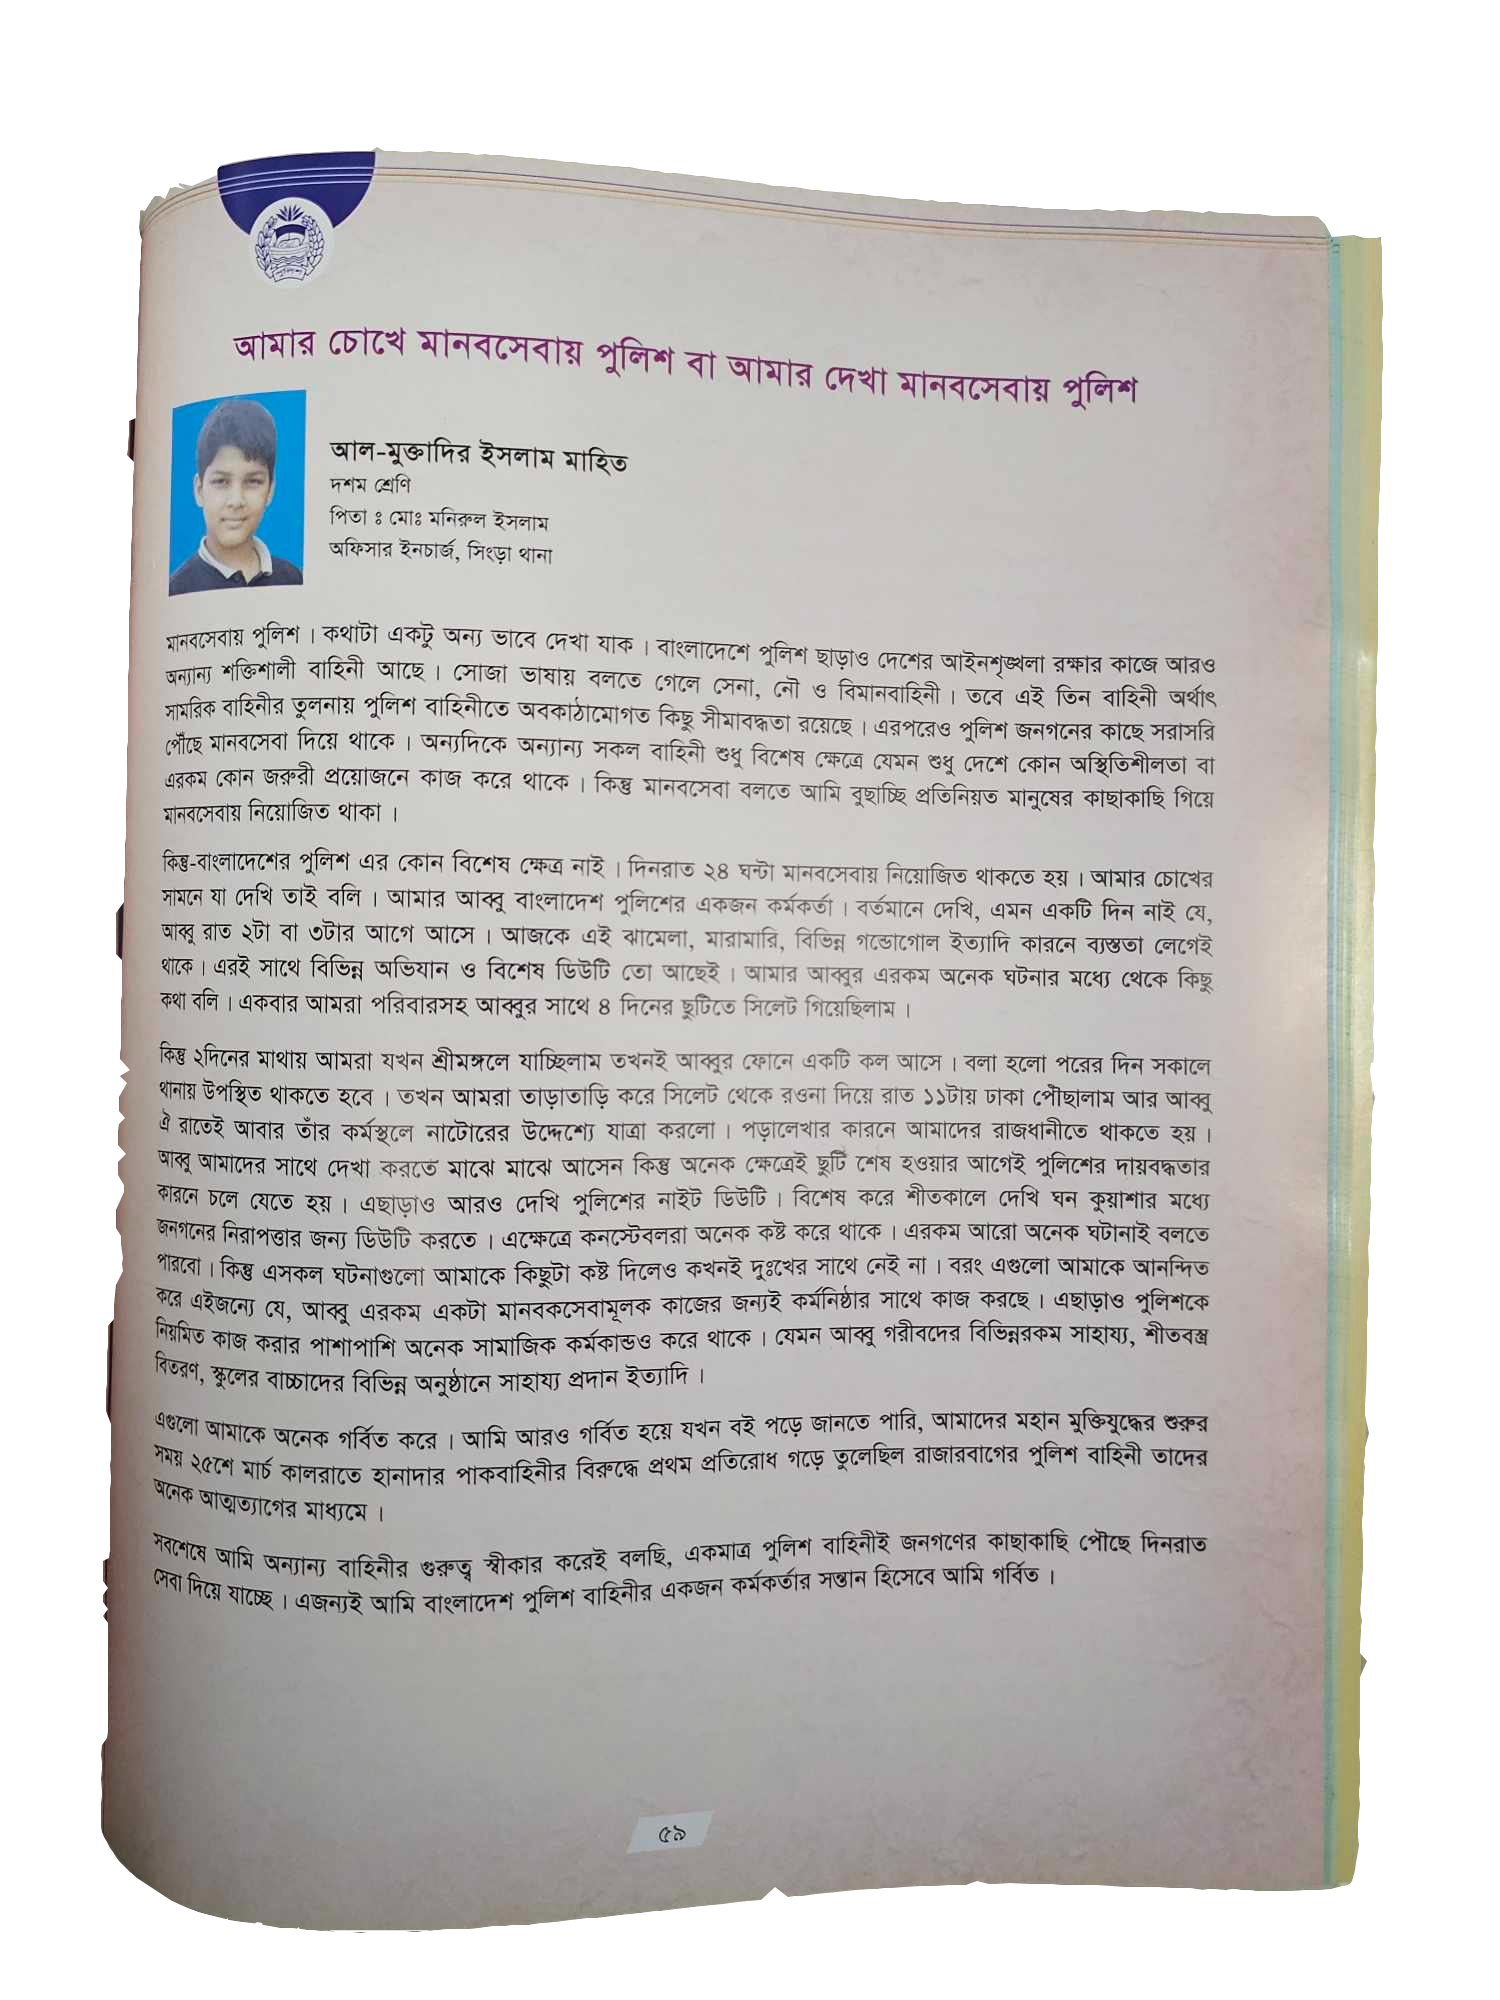 পুলিশ
আমার চোখে মানবসেবায় পুলিশ বা আমার দেখা মানবসেবায় পুলিশ
আল-মুক্তাদির ইসলাম মাহিত
দশম শ্রেণি
পিতা ঃ মোঃ মনিরুল ইসলাম
অফিসার ইনচার্জ, সিংড়া থানা
মানবসেবায় পুলিশ। কথাটা একটু অন্য ভাবে দেখা যাক। বাংলাদেশে পুলিশ ছাড়াও দেশের আইনশৃঙ্খলা রক্ষার কাজে আরও
অন্যান্য শক্তিশালী বাহিনী আছে। সোজা ভাষায় বলতে গেলে সেনা, নৌ ও বিমানবাহিনী। তবে এই তিন বাহিনী অর্থাৎ
সামরিক বাহিনীর তুলনায় পুলিশ বাহিনীতে অবকাঠামোগত কিছু সীমাবদ্ধতা রয়েছে। এরপরেও পুলিশ জনগনের কাছে সরাসরি
পৌঁছে মানবসেবা দিয়ে থাকে। অন্যদিকে অন্যান্য সকল বাহিনী শুধু বিশেষ ক্ষেত্রে যেমন শুধু দেশে কোন অস্থিতিশীলতা বা
এরকম কোন জরুরী প্রয়োজনে কাজ করে থাকে। কিন্তু মানবসেবা বলতে আমি বুছাচ্ছি প্রতিনিয়ত মানুষের কাছাকাছি গিয়ে
মানবসেবায় নিয়োজিত থাকা।
কিন্তু-বাংলাদেশের পুলিশ এর কোন বিশেষ ক্ষেত্র নাই। দিনরাত ২৪ ঘন্টা মানবসেবায় নিয়োজিত থাকতে হয়। আমার চোখের
সামনে যা দেখি তাই বলি। আমার আব্বু বাংলাদেশ পুলিশের একজন কর্মকর্তা। বর্তমানে দেখি, এমন একটি দিন নাই যে,
আব্বু রাত ২টা বা ৩টার আগে আসে। আজকে এই ঝামেলা, মারামারি, বিভিন্ন গন্ডোগোল ইত্যাদি কারনে ব্যস্ততা লেগেই
থাকে। এরই সাথে বিভিন্ন অভিযান ও বিশেষ ডিউটি তো আছেই। আমার আব্বুর এরকম অনেক ঘটনার মধ্যে থেকে কিছু
কথা বলি। একবার আমরা পরিবারসহ আব্বুর সাথে ৪ দিনের ছুটিতে সিলেট গিয়েছিলাম।
কিন্তু ২দিনের মাথায় আমরা যখন শ্রীমঙ্গলে যাচ্ছিলাম তখনই আব্বুর ফোনে একটি কল আসে। বলা হলো পরের দিন সকালে
থানায় উপস্থিত থাকতে হবে। তখন আমরা তাড়াতাড়ি করে সিলেট থেকে রওনা দিয়ে রাত ১১টায় ঢাকা পৌঁছালাম আর আব্বু
ঐ রাতেই আবার তাঁর কর্মস্থলে নাটোরের উদ্দেশ্যে যাত্রা করলো। পড়ালেখার কারনে আমাদের রাজধানীতে থাকতে হয়।
আব্বু আমাদের সাথে দেখা করতে মাঝে মাঝে আসেন কিন্তু অনেক ক্ষেত্রেই ছুটি শেষ হওয়ার আগেই পুলিশের দায়বদ্ধতার
কারনে চলে যেতে হয়। এছাড়াও আরও দেখি পুলিশের নাইট ডিউটি। বিশেষ করে শীতকালে দেখি ঘন কুয়াশার মধ্যে
জনগনের নিরাপত্তার জন্য ডিউটি করতে। এক্ষেত্রে কনস্টেবলরা অনেক কষ্ট করে থাকে। এরকম আরো অনেক ঘটানাই বলতে
পারবো। কিন্তু এসকল ঘটনাগুলো আমাকে কিছুটা কষ্ট দিলেও কখনই দুঃখের সাথে নেই না। বরং এগুলো আমাকে আনন্দিত
করে এইজন্যে যে, আব্বু এরকম একটা মানবকসেবামূলক কাজের জন্যই কর্মনিষ্ঠার সাথে কাজ করছে। এছাড়াও পুলিশকে
নিয়মিত কাজ করার পাশাপাশি অনেক সামাজিক কর্মকান্ডও করে থাকে। যেমন আব্বু গরীবদের বিভিন্নরকম সাহায্য, শীতবস্ত্র
বিতরণ, স্কুলের বাচ্চাদের বিভিন্ন অনুষ্ঠানে সাহায্য প্রদান ইত্যাদি।
এগুলো আমাকে অনেক গর্বিত করে। আমি আরও গর্বিত হয়ে যখন বই পড়ে জানতে পারি, আমাদের মহান মুক্তিযুদ্ধের শুরুর
সময় ২৫শে মার্চ কালরাতে হানাদার পাকবাহিনীর বিরুদ্ধে প্রথম প্রতিরোধ গড়ে তুলেছিল রাজারবাগের পুলিশ বাহিনী তাদের
অনেক আত্মত্যাগের মাধ্যমে।
সবশেষে আমি অন্যান্য বাহিনীর গুরুত্ব স্বীকার করেই বলছি, একমাত্র পুলিশ বাহিনীই জনগণের কাছাকাছি পৌছে দিনরাত
সেবা দিয়ে যাচ্ছে। এজন্যই আমি বাংলাদেশ পুলিশ বাহিনীর একজন কর্মকর্তার সন্তান হিসেবে আমি গর্বিত।
৫৯